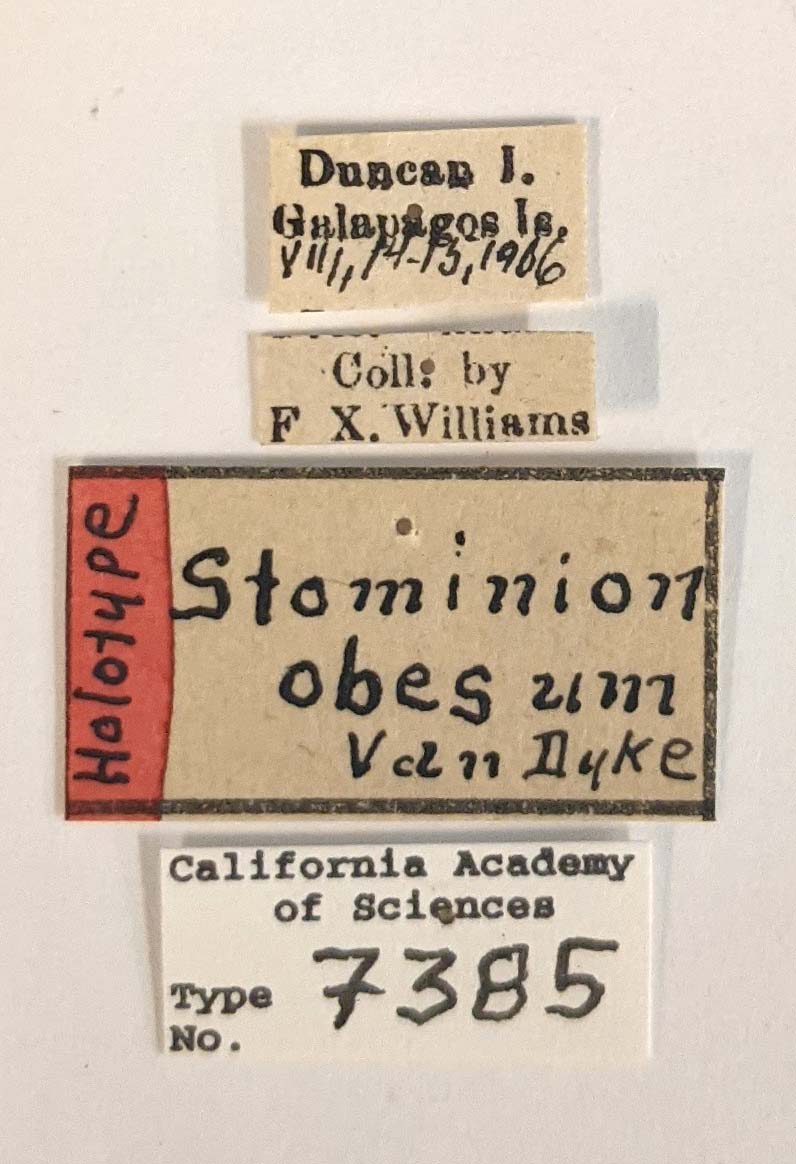 Duncan I.
Galapagos Is.
VIII, 14-13, 1906
Coll: by
F X. Williams
Holotype
Stominion
obesum
Van Dyke
California Academy
of Sciences
Type 7385
No.